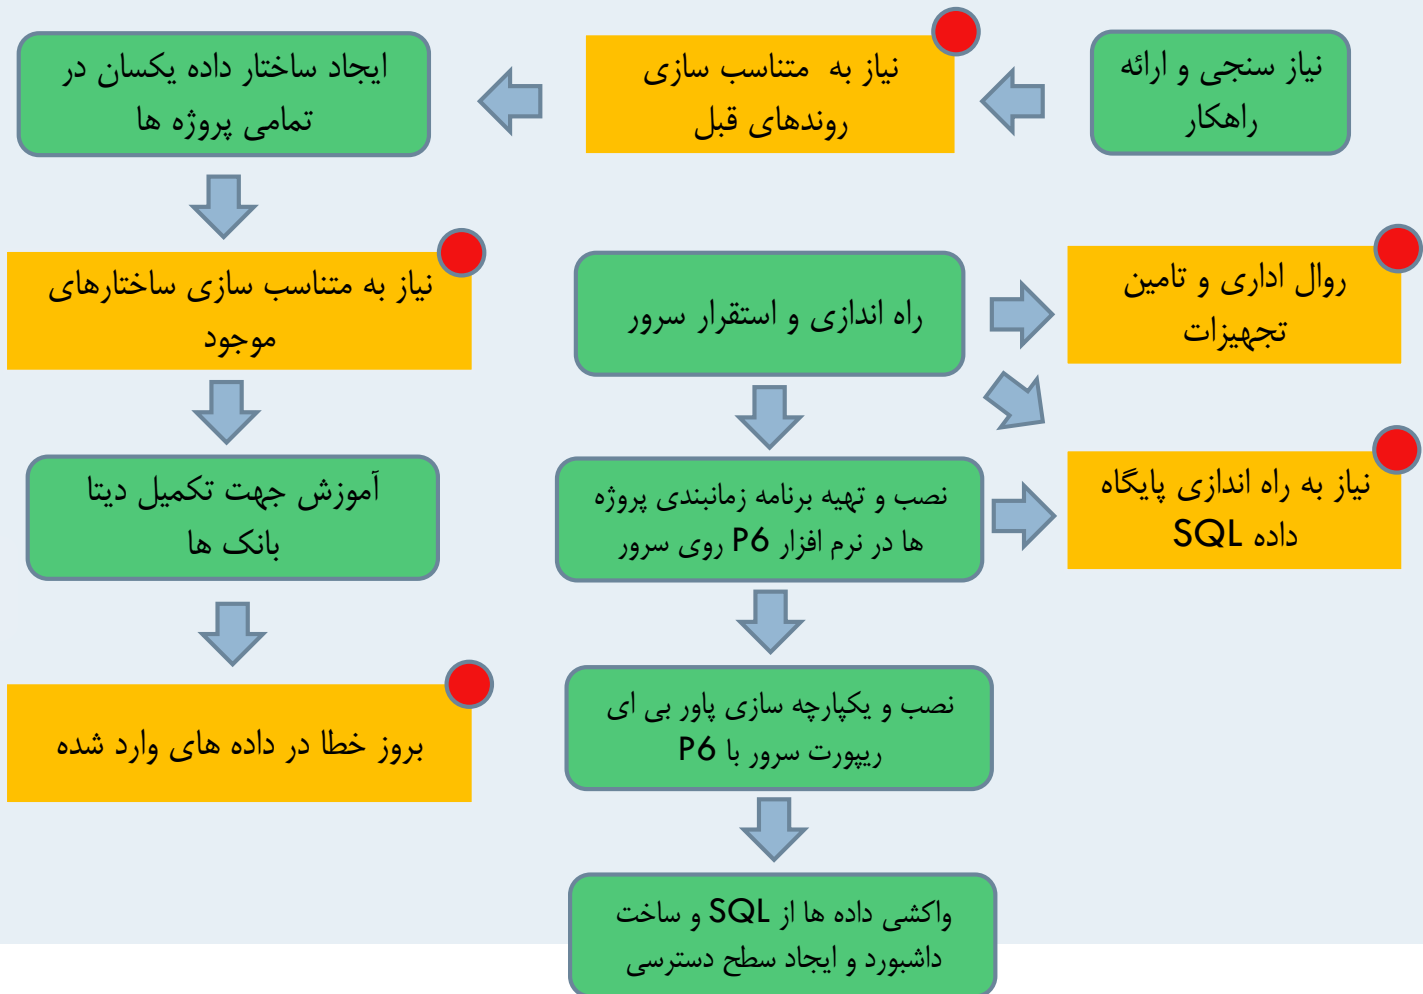 نیاز سنجی و ارائه
راهکار
نیاز به متناسب سازی
روندهای قبل
ایجاد ساختار داده یکسان در
تمامی پروژه ها
نیاز به متناسب سازی ساختارهای
موجود
آموزش جهت تکمیل دیتا
بانک ها
بروز خطا در داده های وارد شده
راه اندازی و استقرار سرور
روال اداری و تامین
تجهیزات
نیاز به راه اندازی پایگاه
داده SQL
نصب و تهیه برنامه زمانبندی پروژه
ها در نرم افزار P6 روی سرور
نصب و یکپارچه سازی پاور بی ای
ریپورت سرور با P6
واکشی داده ها از SQL و ساخت
داشبورد و ایجاد سطح دسترسی